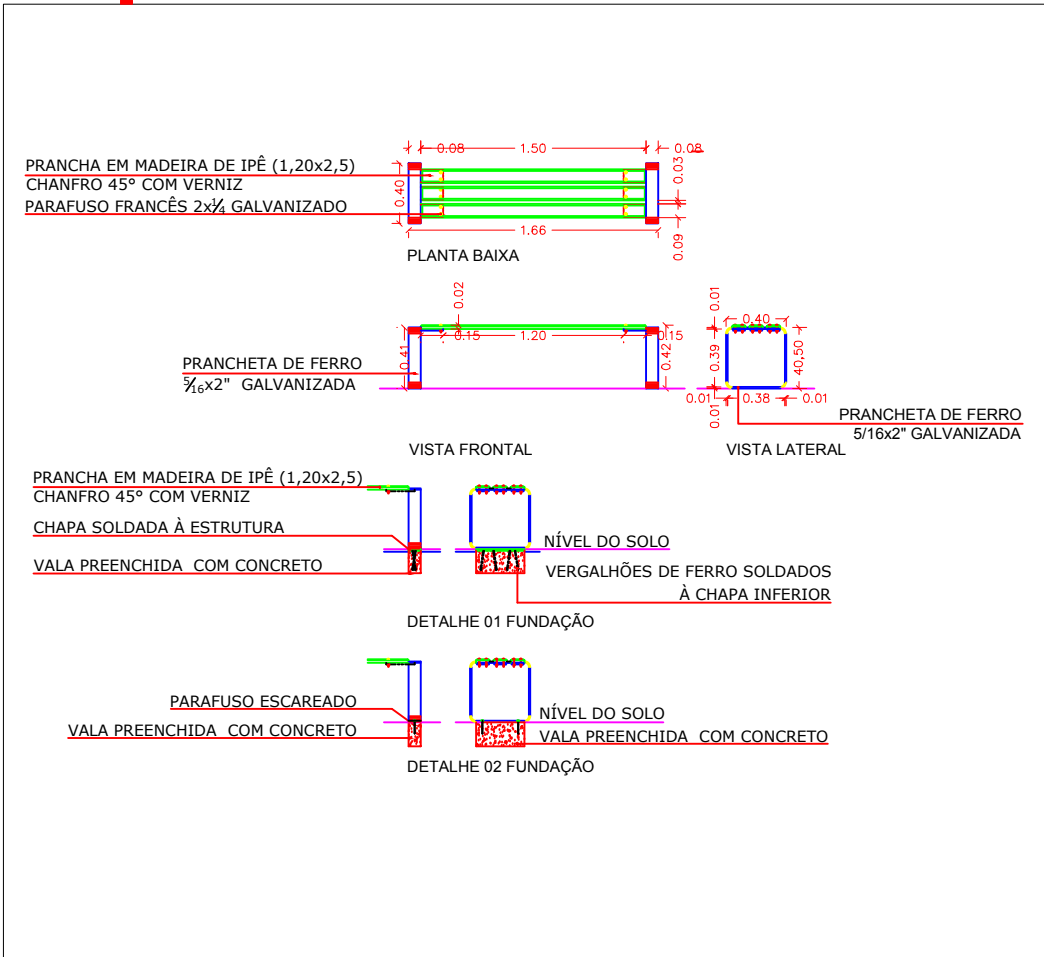 0.08 1.50 0.08
PRANCHA EM MADEIRA DE IPÊ (1,20x2,5)
CHANFRO 45° COM VERNIZ
PARAFUSO FRANCÊS 2x¼ GALVANIZADO
0.40
0.03
1.66
0.09
PLANTA BAIXA
0.02
0.15 1.20 0.15
0.41
0.42
PRANCHETA DE FERRO
5/16x2" GALVANIZADA
VISTA FRONTAL
0.01
0.40
0.39
40,50
0.01 0.38 0.01
0.01
PRANCHETA DE FERRO
5/16x2" GALVANIZADA
VISTA LATERAL
PRANCHA EM MADEIRA DE IPÊ (1,20x2,5)
CHANFRO 45° COM VERNIZ
CHAPA SOLDADA À ESTRUTURA
VALA PREENCHIDA COM CONCRETO
NÍVEL DO SOLO
VERGALHÕES DE FERRO SOLDADOS
À CHAPA INFERIOR
DETALHE 01 FUNDAÇÃO
PARAFUSO ESCAREADO
VALA PREENCHIDA COM CONCRETO
NÍVEL DO SOLO
VALA PREENCHIDA COM CONCRETO
DETALHE 02 FUNDAÇÃO